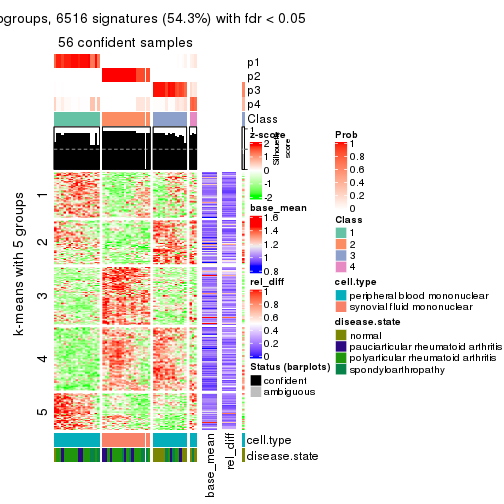 ogroups, 6516 signatures (54.3%) with fdr < 0.05
56 confident samples
p1
p2
p3
p4
Class
Silhouette
score
k-means with 5 groups
1
2
3
4
5
base_mean
rel_diff
cell.type
disease.state
z-score
2
1
0
-1
-2
base_mean
1.6
1.4
1.2
1
0.8
rel_diff
1
0.8
0.6
0.4
0.2
0
Status (barplots)
confident
ambiguous
Prob
1
0.8
0.6
0.4
0.2
0
Class
1
2
3
4
cell.type
peripheral blood mononuclear
synovial fluid mononuclear
disease.state
normal
pauciarticular rheumatoid arthritis
polyarticular rheumatoid arthritis
spondyloarthropathy